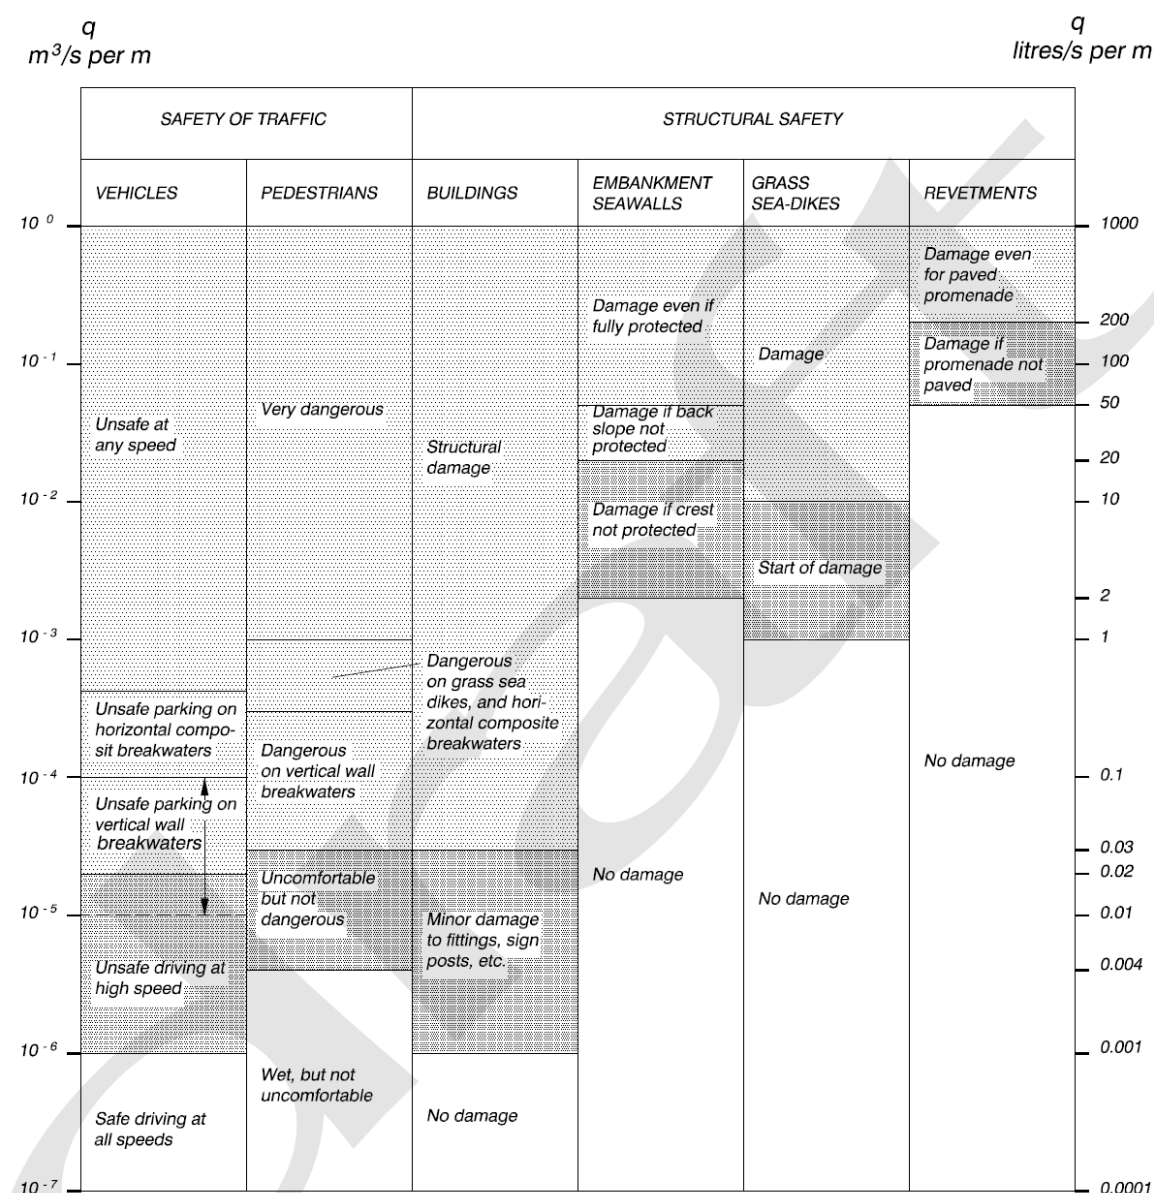 q
m³/s per m
q
litres/s per m
SAFETY OF TRAFFIC
STRUCTURAL SAFETY
VEHICLES
PEDESTRIANS
BUILDINGS
EMBANKMENT
SEAWALLS
GRASS
SEA-DIKES
REVETMENTS
10 ⁰
10 ⁻¹
10 ⁻²
10 ⁻³
10 ⁻⁴
10 ⁻⁵
10 ⁻⁶
10 ⁻⁷
Unsafe at
any speed
Unsafe parking on
horizontal compo-
sit breakwaters
Unsafe parking on
vertical wall
breakwaters
Unsafe driving at
high speed
Safe driving at
all speeds
Very dangerous
Dangerous
on grass sea
dikes, and hori-
zontal composite
breakwaters
Dangerous
on vertical wall
breakwaters
Uncomfortable
but not
dangerous
Wet, but not
uncomfortable
Structural
damage
Minor damage
to fittings, sign
posts, etc.
No damage
Damage even if
fully protected
Damage if back
slope not
protected
Damage if crest
not protected
No damage
Damage
Start of damage
No damage
Damage even
for paved
promenade
Damage if
promenade not
paved
No damage
1000
200
100
50
20
10
2
1
0.1
0.03
0.02
0.01
0.004
0.001
0.0001